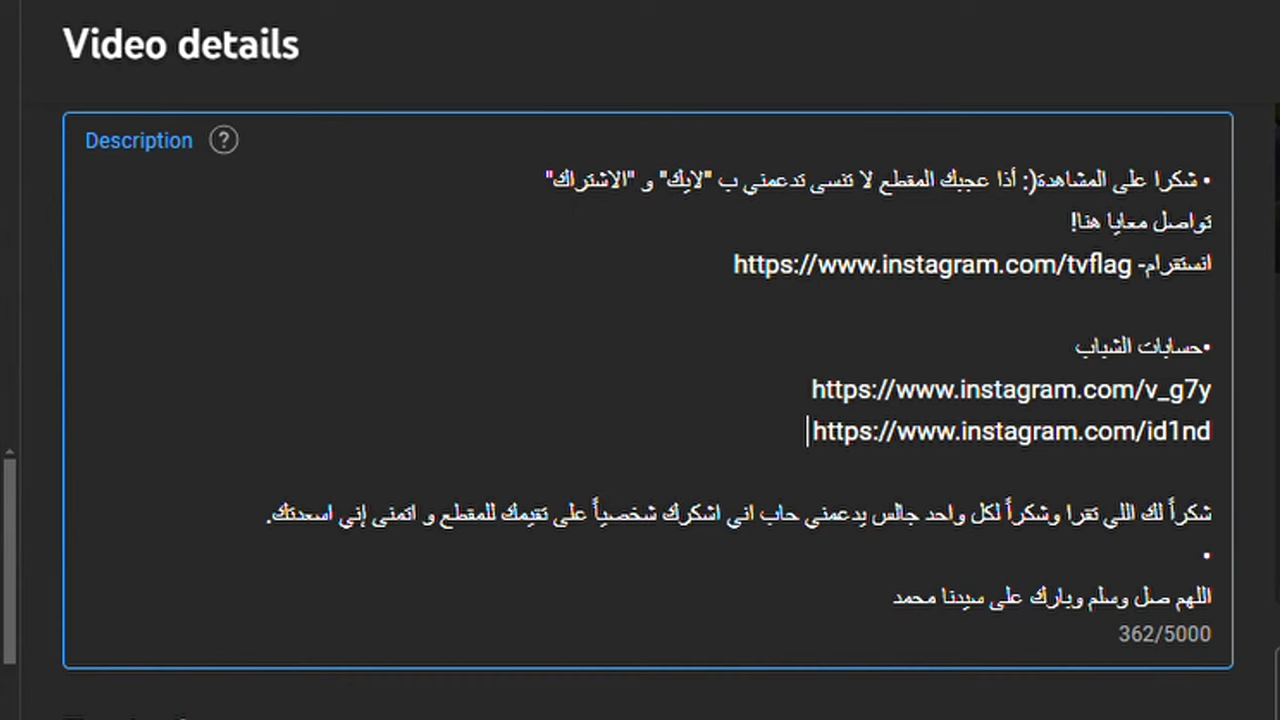 Video details
Description ?
• شكرا على المشاهدة(: أذا عجبك المقطع لا تنسى تدعمني ب "لايك" و "الاشتراك"
تواصل معايا هنا!
انستقرام- https://www.instagram.com/tvflag
•حسابات الشباب
https://www.instagram.com/v_g7y
https://www.instagram.com/id1nd
شكراً لك اللي تقرا وشكراً لكل واحد جالس يدعمني حاب اني اشكرك شخصياً على تقيمك للمقطع و اتمنى إني اسعدتك.
•
اللهم صل وسلم وبارك على سيدنا محمد
362/5000